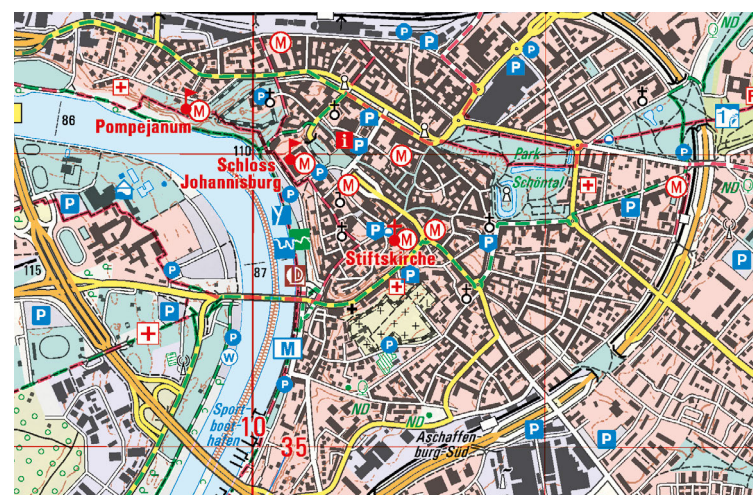 ND
P
P
P
M
P
P
86
Pompejanum
M
P
i
P
P
110
Schloss
Johannisburg
M
M
P
Park
Schöntal
M
P
M
P
P
P
P
M
M
P
Stiftskirche
P
115
87
P
P
P
P
W
M
P
P
Sport-
boot-
hafen
10
35
ND
ND
Aschaffen-
burg-Süd
P
P
P